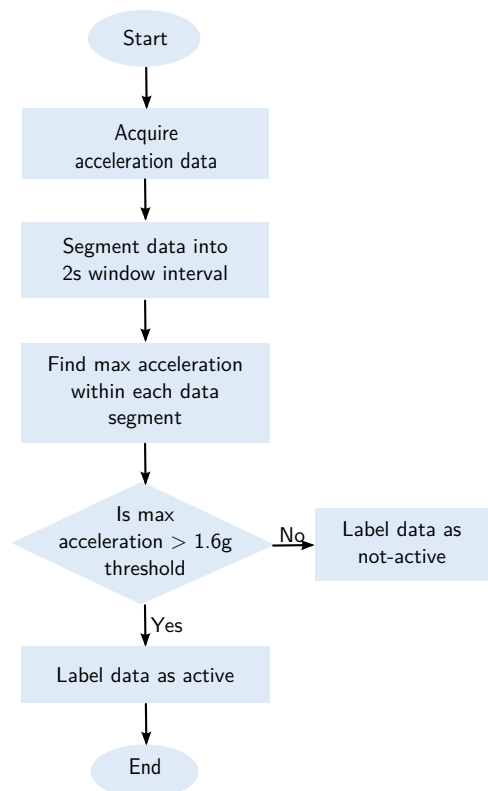 Start
Acquire
acceleration data
Segment data into
2s window interval
Find max acceleration
within each data
segment
Is max
acceleration > 1.6g
threshold
No
Label data as
not-active
Yes
Label data as active
End